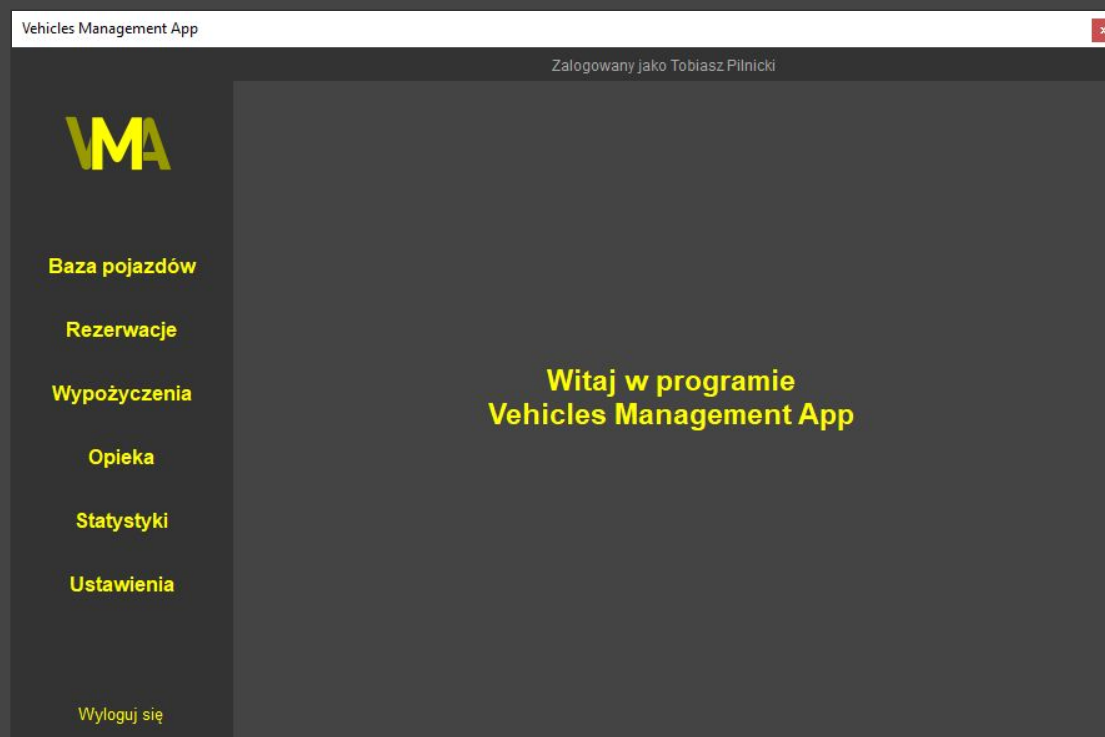 Vehicles Management App
Zalogowany jako Tobiasz Pilnicki
VMA
Baza pojazdów
Rezerwacje
Wypożyczenia
Opieka
Statystyki
Ustawienia
Wyloguj się
Witaj w programie
Vehicles Management App